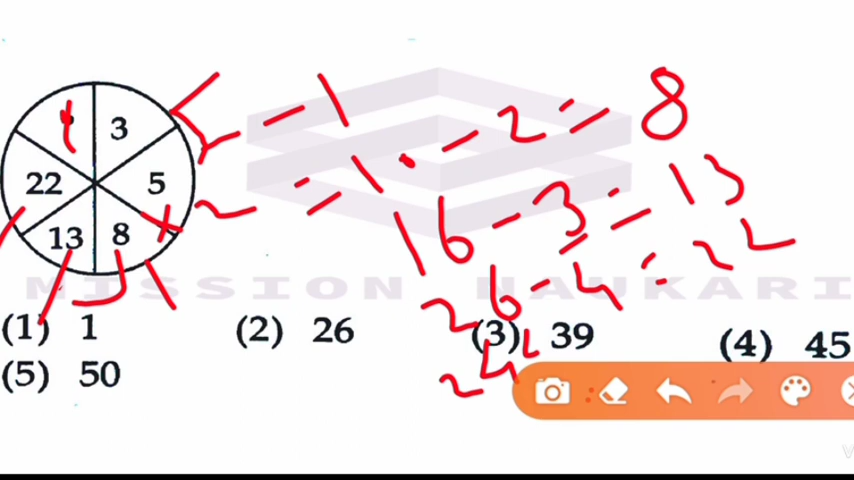 3
22 5
13 8
- 1
- 2 = 8
2 = 1
16 - 3 = 13
26 - 4 = 22
MISSION NAUKARI
(1) 1 (2) 26 (3) 39 (4) 45
(5) 50